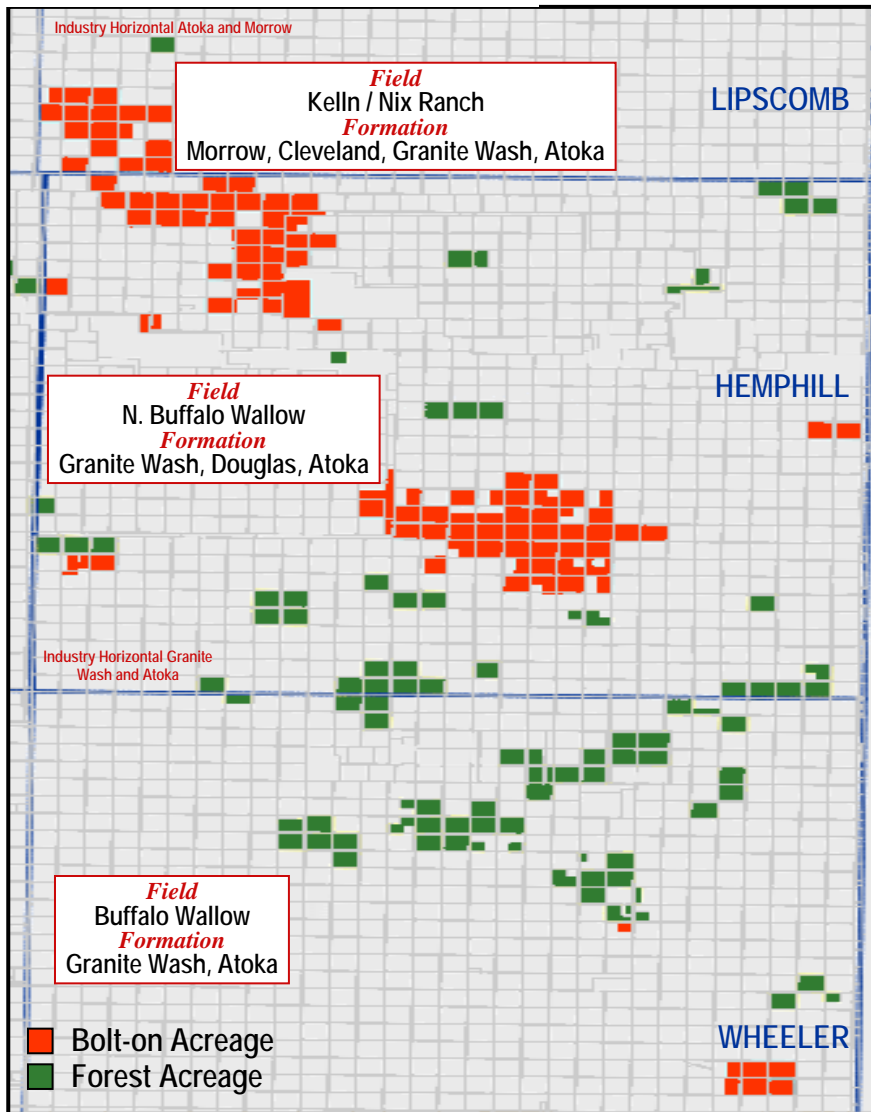 Industry Horizontal Atoka and Morrow
Field
Kelln / Nix Ranch
Formation
Morrow, Cleveland, Granite Wash, Atoka
LIPSCOMB
Field
N. Buffalo Wallow
Formation
Granite Wash, Douglas, Atoka
HEMPHILL
Industry Horizontal Granite
Wash and Atoka
Field
Buffalo Wallow
Formation
Granite Wash, Atoka
Bolt-on Acreage
Forest Acreage
WHEELER